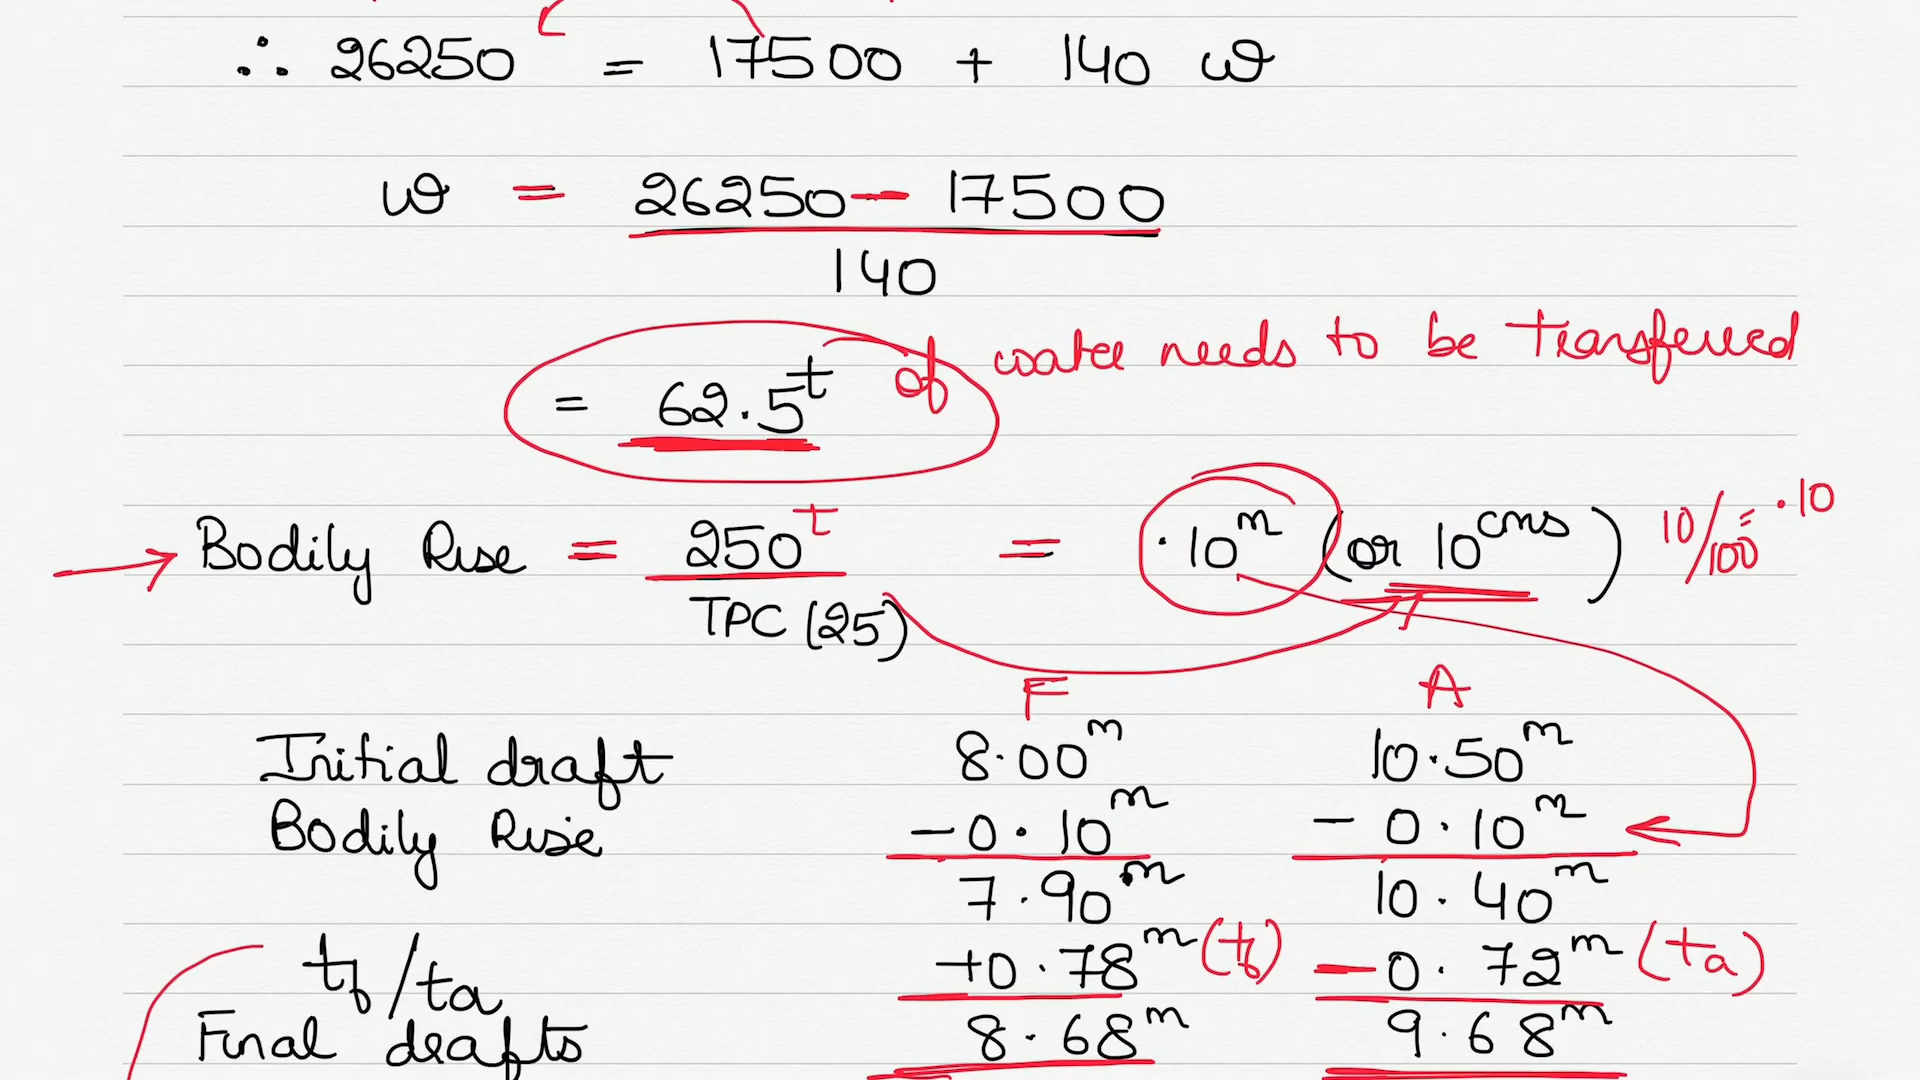 ∴ 26250 = 17500 + 140 w
w = 26250 - 17500
140
= 62.5t of water needs to be transferred
Bodily Rise = 250t = .10m (or 10cms) 10/100 = .10
TPC (25)
F A
Initial draft 8.00m 10.50m
Bodily Rise -0.10m -0.10m
7.90m 10.40m
tf/ta +0.78m (tf) -0.72m (ta)
Final drafts 8.68m 9.68m